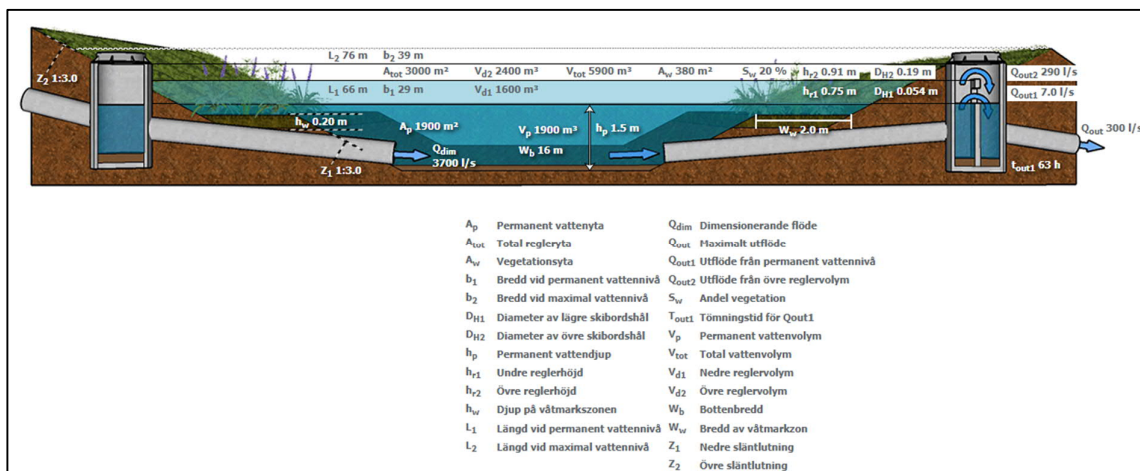 L2 76 m b2 39 m
Z2 1:3.0
Atot 3000 m² Vd2 2400 m³ Vtot 5900 m³ Aw 380 m² Sw 20 % hr2 0.91 m DH2 0.19 m Qout2 290 l/s
L1 66 m b1 29 m Vd1 1600 m³ hr1 0.75 m DH1 0.054 m Qout1 7.0 l/s
hw 0.20 m Ap 1900 m² Vp 1900 m³ hp 1.5 m Ww 2.0 m Qout 300 l/s
Qdim Wb 16 m
3700 l/s
Z1 1:3.0 tout1 63 h
Ap Permanent vattenyta
Atot Total regleryta
Aw Vegetationsyta
b1 Bredd vid permanent vattennivå
b2 Bredd vid maximal vattennivå
DH1 Diameter av lägre skibordshål
DH2 Diameter av övre skibordshål
hp Permanent vattendjup
hr1 Undre reglerhöjd
hr2 Övre reglerhöjd
hw Djup på våtmarkszonen
L1 Längd vid permanent vattennivå
L2 Längd vid maximal vattennivå
Qdim Dimensionerande flöde
Qout Maximalt utflöde
Qout1 Utflöde från permanent vattennivå
Qout2 Utflöde från övre reglervolym
Sw Andel vegetation
Tout1 Tömningstid för Qout1
Vp Permanent vattenvolym
Vtot Total vattenvolym
Vd1 Nedre reglervolym
Vd2 Övre reglervolym
Wb Bottenbredd
Ww Bredd av våtmarkzon
Z1 Nedre släntlutning
Z2 Övre släntlutning